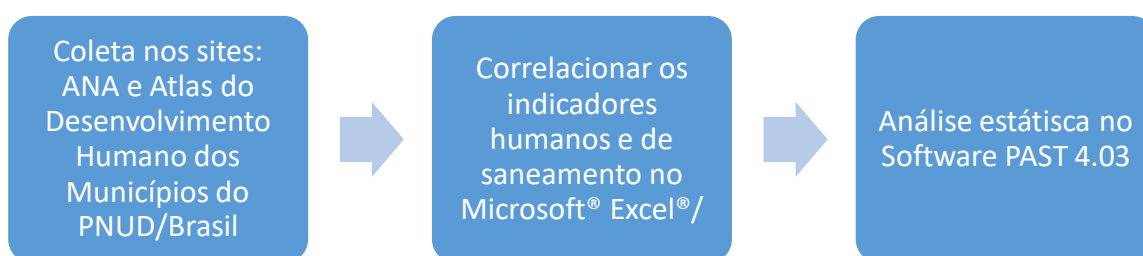 Coleta nos sites:
ANA e Atlas do
Desenvolvimento
Humano dos
Municípios do
PNUD/Brasil
Correlacionar os
indicadores
humanos e de
saneamento no
Microsoft® Excel®/
Análise estátisca no
Software PAST 4.03